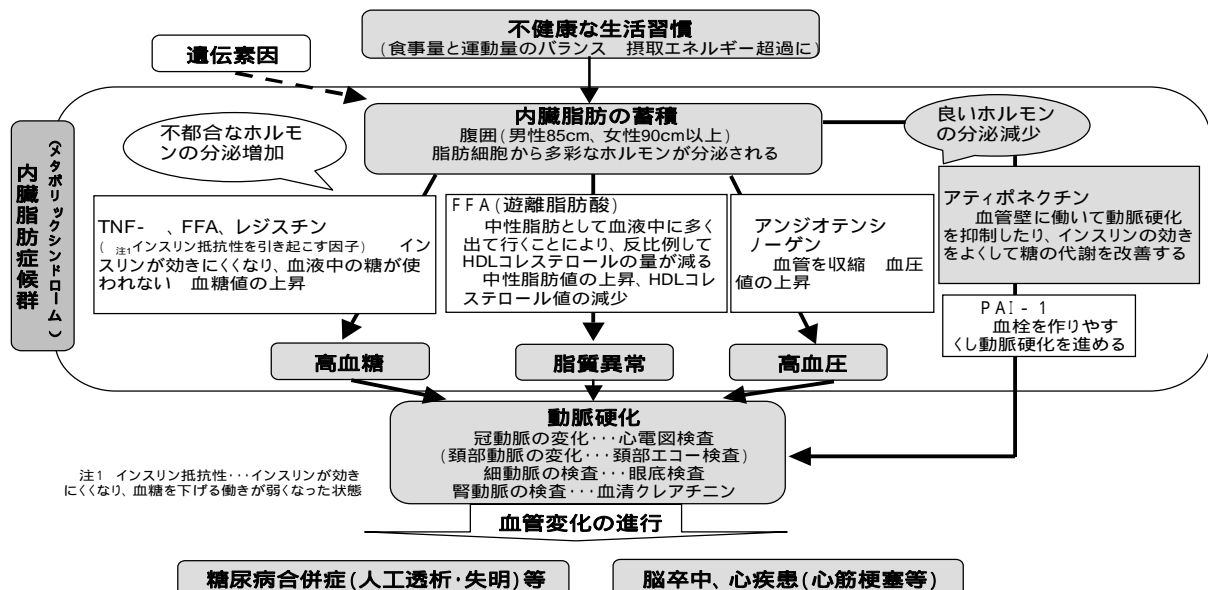 不健康な生活習慣
(食事量と運動量のバランス　摂取エネルギー超過に)
遺伝素因
内臓脂肪の蓄積
腹囲(男性85cm、女性90cm以上)
脂肪細胞から多彩なホルモンが分泌される
不都合なホルモ
ンの分泌増加
良いホルモン
の分泌減少
内臓脂肪症候群
(メタボリックシンドローム)
TNF-　、FFA、レジスチン
(　注1インスリン抵抗性を引き起こす因子)　イン
スリンが効きにくくなり、血液中の糖が使
われない　血糖値の上昇
FFA(遊離脂肪酸)
中性脂肪として血液中に多く
出て行くことにより、反比例して
HDLコレステロールの量が減る
中性脂肪値の上昇、HDLコレ
ステロール値の減少
アンジオテンシ
ノーゲン
血管を収縮　血圧
値の上昇
アティポネクチン
血管壁に働いて動脈硬化
を抑制したり、インスリンの効き
をよくして糖の代謝を改善する
PAI-1
血栓を作りやす
くし動脈硬化を進める
高血糖
脂質異常
高血圧
動脈硬化
冠動脈の変化･･･心電図検査
(頚部動脈の変化･･･頚部エコー検査)
細動脈の検査･･･眼底検査
腎動脈の検査･･･血清クレアチニン
注1　インスリン抵抗性･･･インスリンが効き
にくくなり、血糖を下げる働きが弱くなった状態
血管変化の進行
糖尿病合併症(人工透析･失明)等
脳卒中、心疾患(心筋梗塞等)